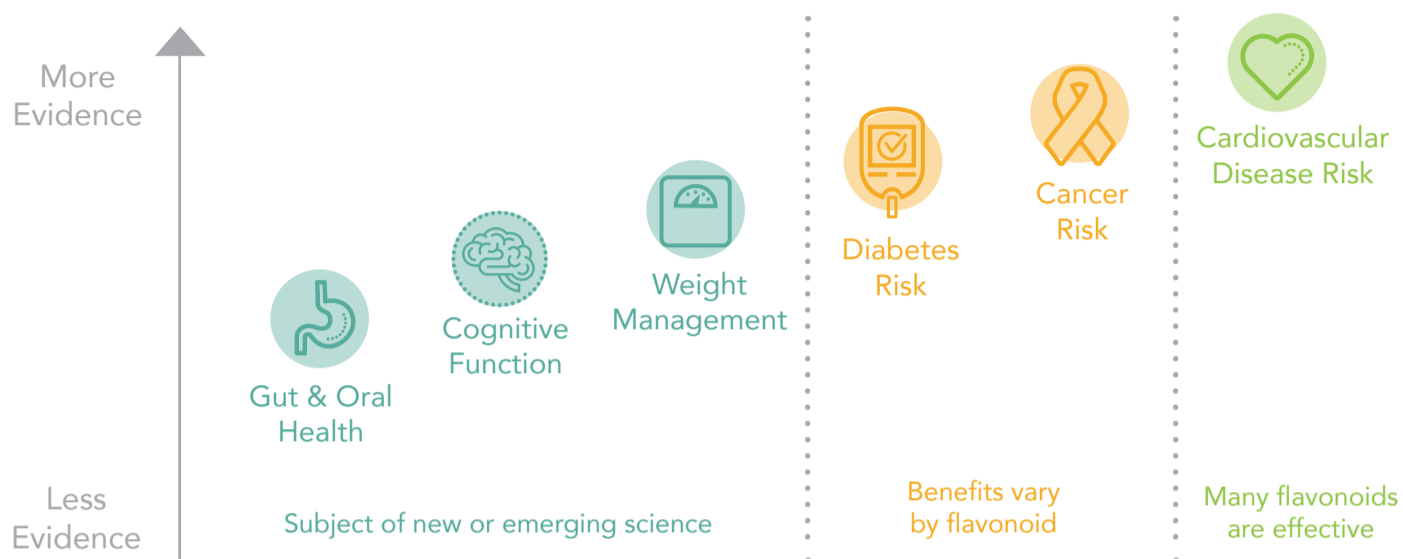 More
Evidence
Gut & Oral
Health
Cognitive
Function
Weight
Management
Diabetes
Risk
Cancer
Risk
Cardiovascular
Disease Risk
Less
Evidence
Subject of new or emerging science
Benefits vary
by flavonoid
Many flavonoids
are effective